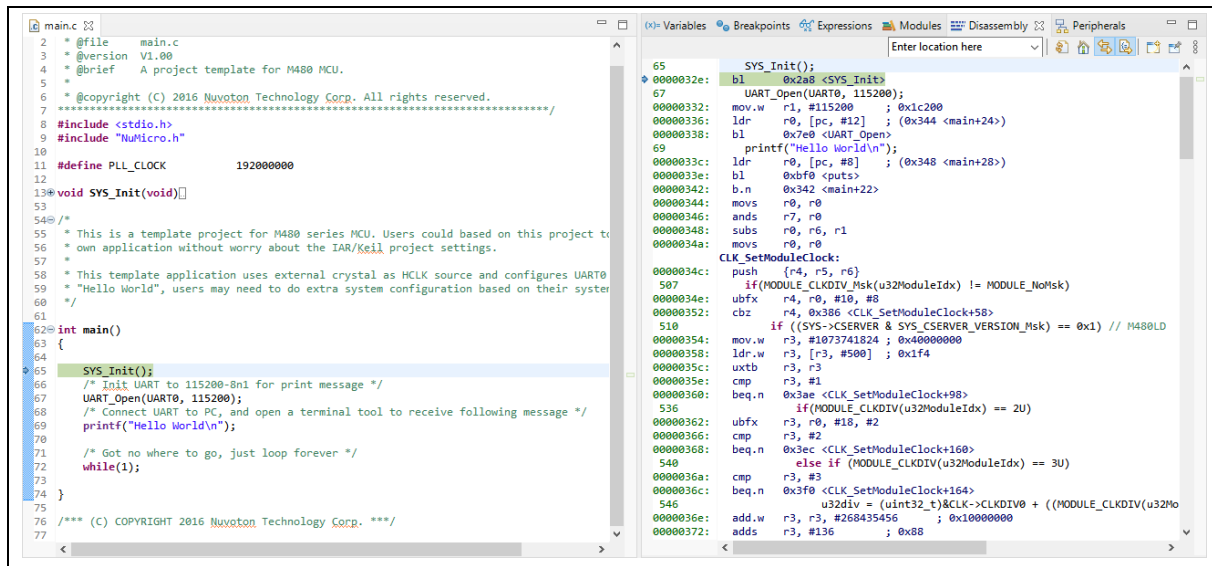 main.c
2 * @file main.c
3 * @version V1.00
4 * @brief A project template for M480 MCU.
5 *
6 * @copyright (C) 2016 Nuvoton Technology Corp. All rights reserved.
7 ******************************************************************************/
8 #include <stdio.h>
9 #include "NuMicro.h"
10
11 #define PLL_CLOCK 192000000
12
13 void SYS_Init(void)
53
54 /*
55 * This is a template project for M480 series MCU. Users could based on this project to
56 * own application without worry about the IAR/Keil project settings.
57 *
58 * This template application uses external crystal as HCLK source and configures UART0
59 * "Hello World", users may need to do extra system configuration based on their system
60 */
61
62 int main()
63 {
64
65 SYS_Init();
66 /* Init UART to 115200-8n1 for print message */
67 UART_Open(UART0, 115200);
68 /* Connect UART to PC, and open a terminal tool to receive following message */
69 printf("Hello World\n");
70
71 /* Got no where to go, just loop forever */
72 while(1);
73
74 }
75
76 /*** (C) COPYRIGHT 2016 Nuvoton Technology Corp. ***/
77
(x)= Variables Breakpoints Expressions Modules Disassembly Peripherals
Enter location here
65 SYS_Init();
0000032e: bl 0x2a8 <SYS_Init>
67 UART_Open(UART0, 115200);
00000332: mov.w r1, #115200 ; 0x1c200
00000336: ldr r0, [pc, #12] ; (0x344 <main+24>)
00000338: bl 0x7e0 <UART_Open>
69 printf("Hello World\n");
0000033c: ldr r0, [pc, #8] ; (0x348 <main+28>)
0000033e: bl 0xbf0 <puts>
00000342: b.n 0x342 <main+22>
00000344: movs r0, r0
00000346: ands r7, r0
00000348: subs r0, r6, r1
0000034a: movs r0, r0
CLK_SetModuleClock:
0000034c: push {r4, r5, r6}
507 if(MODULE_CLKDIV_Msk(u32ModuleIdx) != MODULE_NoMsk)
0000034e: ubfx r4, r0, #10, #8
00000352: cbz r4, 0x386 <CLK_SetModuleClock+58>
510 if ((SYS->CSERVER & SYS_CSERVER_VERSION_Msk) == 0x1) // M480LD
00000354: mov.w r3, #1073741824 ; 0x40000000
00000358: ldr.w r3, [r3, #500] ; 0x1f4
0000035c: uxtb r3, r3
0000035e: cmp r3, #1
00000360: beq.n 0x3ae <CLK_SetModuleClock+98>
536 if(MODULE_CLKDIV(u32ModuleIdx) == 2U)
00000362: ubfx r3, r0, #18, #2
00000366: cmp r3, #2
00000368: beq.n 0x3ec <CLK_SetModuleClock+160>
540 else if (MODULE_CLKDIV(u32ModuleIdx) == 3U)
0000036a: cmp r3, #3
0000036c: beq.n 0x3f0 <CLK_SetModuleClock+164>
546 u32div = (uint32_t)&CLK->CLKDIV0 + ((MODULE_CLKDIV(u32Mo
0000036e: add.w r3, r3, #268435456 ; 0x10000000
00000372: adds r3, #136 ; 0x88